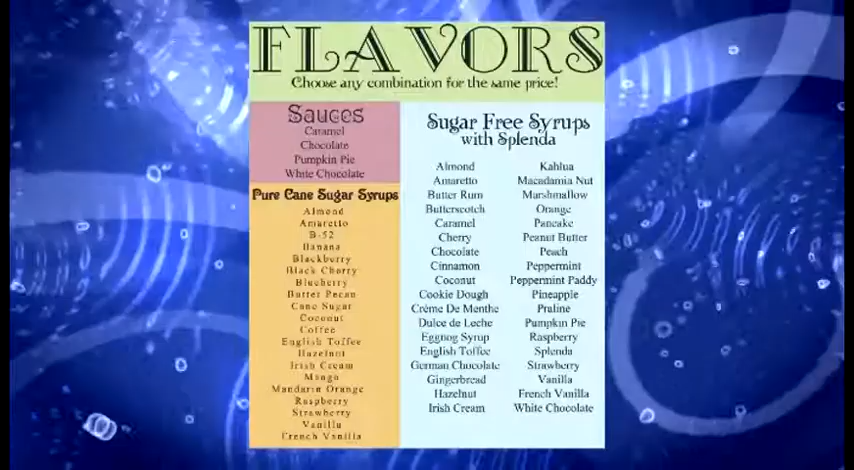 FLAVORS
Choose any combination for the same price!
Sauces
Caramel
Chocolate
Pumpkin Pie
White Chocolate
Pure Cane Sugar Syrups
Almond
Amaretto
B-52
Banana
Blackberry
Black Cherry
Blueberry
Butter Pecan
Cane Sugar
Coconut
Coffee
English Toffee
Hazelnut
Irish Cream
Mango
Mandarin Orange
Raspberry
Strawberry
Vanilla
French Vanilla
Sugar Free Syrups
with Splenda
Almond
Amaretto
Butter Rum
Butterscotch
Caramel
Cherry
Chocolate
Cinnamon
Coconut
Cookie Dough
Crème De Menthe
Dulce de Leche
Eggnog Syrup
English Toffee
German Chocolate
Gingerbread
Hazelnut
Irish Cream
Kahlua
Macadamia Nut
Marshmallow
Orange
Pancake
Peanut Butter
Peach
Peppermint
Peppermint Paddy
Pineapple
Praline
Pumpkin Pie
Raspberry
Splenda
Strawberry
Vanilla
French Vanilla
White Chocolate